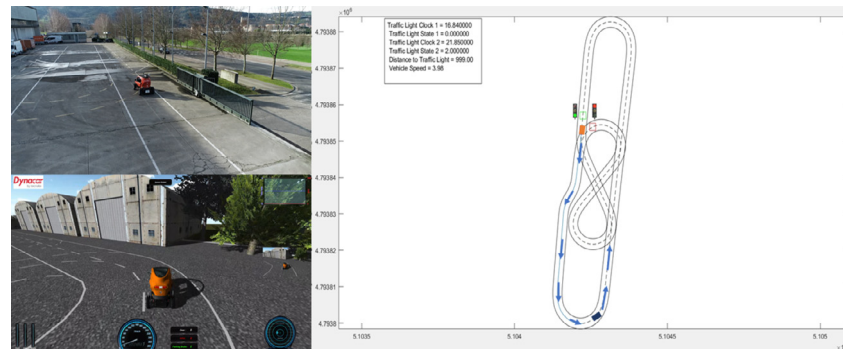 Dynacar
×10⁶
Traffic Light Clock 1 = 16.840000
Traffic Light State 1 = 0.000000
Traffic Light Clock 2 = 21.850000
Traffic Light State 2 = 2.000000
Distance to Traffic Light = 999.00
Vehicle Speed = 3.98
4.79388
4.79387
4.79386
4.79385
4.79384
4.79383
4.79382
4.79381
4.7938
5.1035
5.104
5.1045
5.105